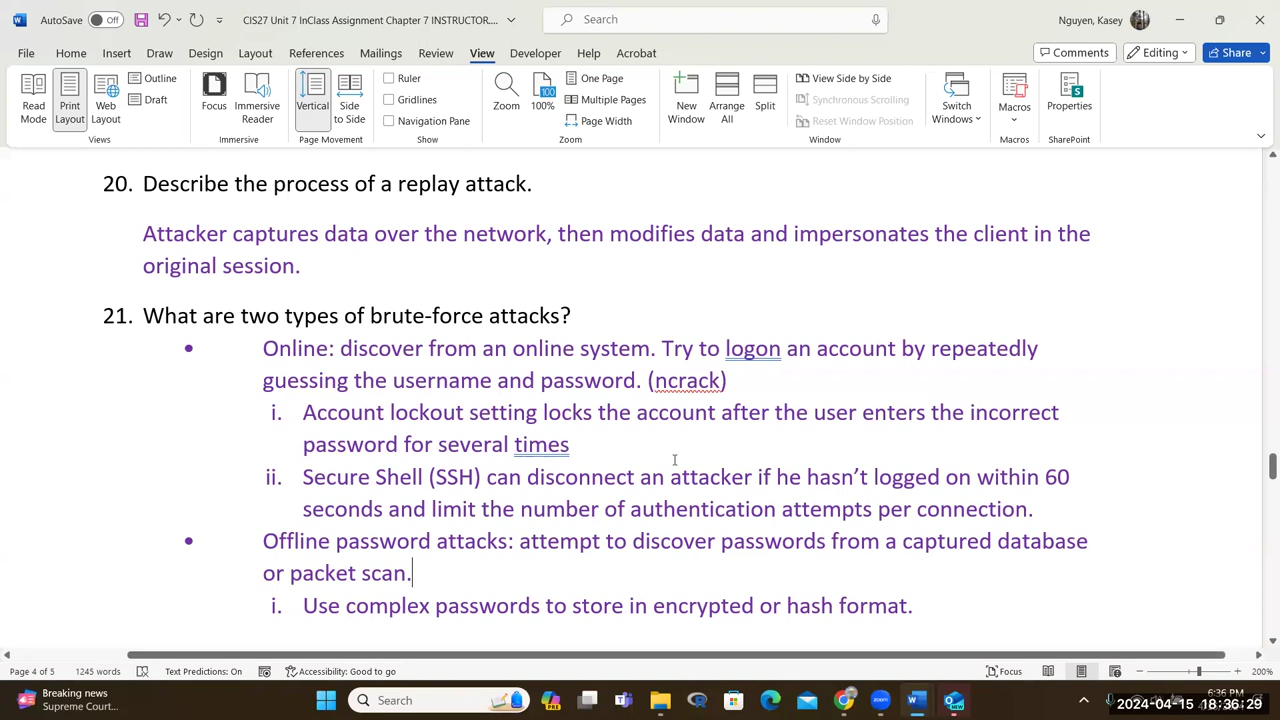 AutoSave Off CIS27 Unit 7 InClass Assignment Chapter 7 INSTRUCTOR.... Search Nguyen, Kasey
File Home Insert Draw Design Layout References Mailings Review View Developer Help Acrobat Comments Editing Share
Read Mode Print Layout Web Layout Outline Draft Focus Immersive Reader Vertical Side to Side Ruler Gridlines Navigation Pane Zoom 100% One Page Multiple Pages Page Width New Window Arrange All Split View Side by Side Synchronous Scrolling Reset Window Position Switch Windows Macros Properties
Views Immersive Page Movement Show Zoom Window Macros SharePoint
20. Describe the process of a replay attack.
Attacker captures data over the network, then modifies data and impersonates the client in the
original session.
21. What are two types of brute-force attacks?
• Online: discover from an online system. Try to logon an account by repeatedly
guessing the username and password. (ncrack)
i. Account lockout setting locks the account after the user enters the incorrect
password for several times
ii. Secure Shell (SSH) can disconnect an attacker if he hasn’t logged on within 60
seconds and limit the number of authentication attempts per connection.
• Offline password attacks: attempt to discover passwords from a captured database
or packet scan.
i. Use complex passwords to store in encrypted or hash format.
Page 4 of 5 1245 words Text Predictions: On Accessibility: Good to go Focus 200%
Breaking news
Supreme Court... Search 6:36 PM
2024-04-15 18:36:29